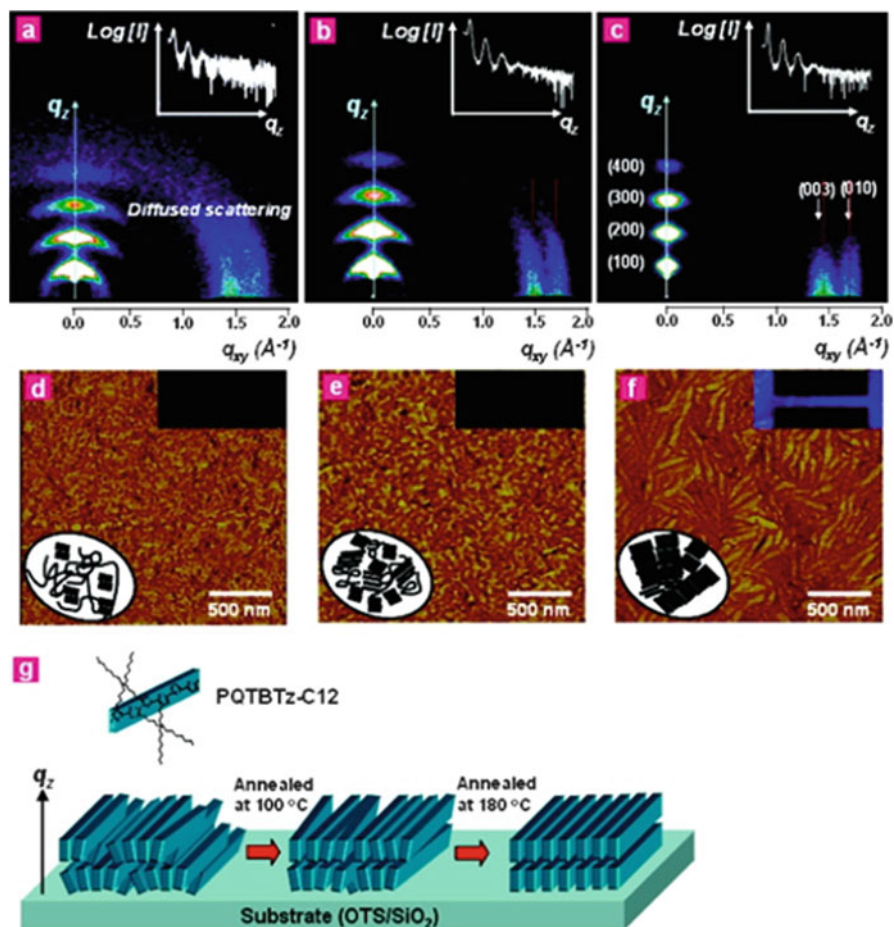 a
Log [I]
q_z
q_z
Diffused scattering
0.0 0.5 1.0 1.5 2.0
q_xy (Å⁻¹)
b
Log [I]
q_z
q_z
0.0 0.5 1.0 1.5 2.0
q_xy (Å⁻¹)
c
Log [I]
q_z
q_z
(400)
(300)
(200)
(100)
(003) (010)
0.0 0.5 1.0 1.5 2.0
q_xy (Å⁻¹)
d
500 nm
e
500 nm
f
500 nm
g
PQTBTz-C12
q_z
Annealed
at 100 °C
Annealed
at 180 °C
Substrate (OTS/SiO₂)